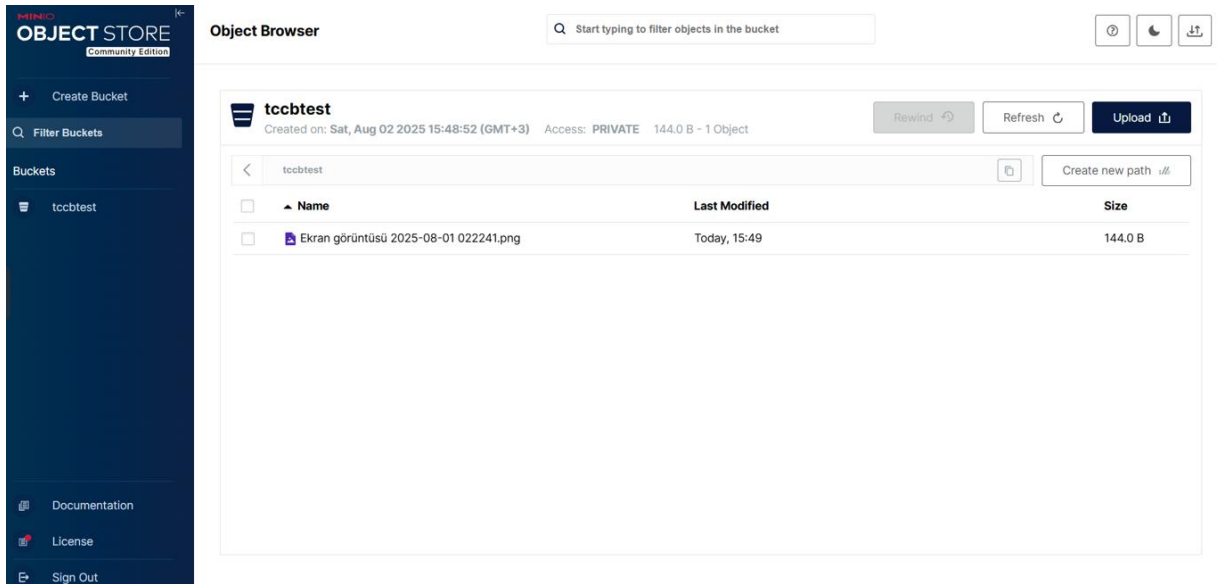 MINIO
OBJECT STORE
Community Edition
Create Bucket
Filter Buckets
Buckets
tccbtest
Documentation
License
Sign Out
Object Browser
Start typing to filter objects in the bucket
tccbtest
Created on: Sat, Aug 02 2025 15:48:52 (GMT+3) Access: PRIVATE 144.0 B - 1 Object
Rewind
Refresh
Upload
tccbtest
Create new path
Name Last Modified Size
Ekran görüntüsü 2025-08-01 022241.png Today, 15:49 144.0 B